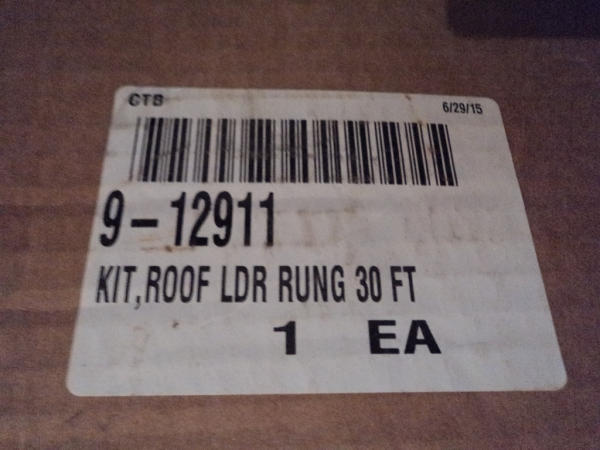 CTB 6/29/15
9-12911
KIT,ROOF LDR RUNG 30 FT
1 EA